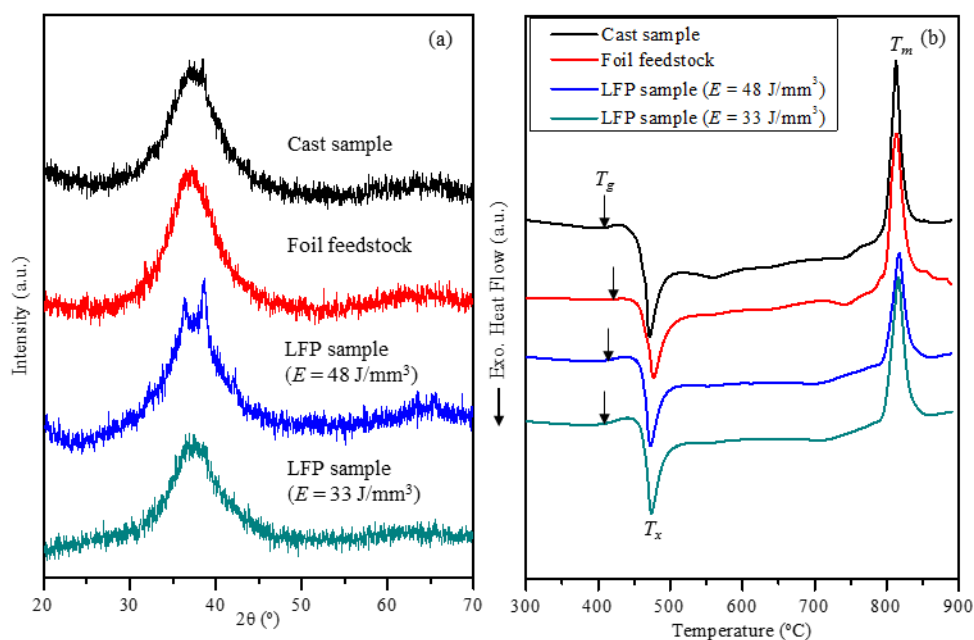 (a)
Cast sample
Foil feedstock
LFP sample
(E = 48 J/mm³)
LFP sample
(E = 33 J/mm³)
Intensity (a.u.)
20 30 40 50 60 70
2θ (º)
(b)
Cast sample
Foil feedstock
LFP sample (E = 48 J/mm³)
LFP sample (E = 33 J/mm³)
Tm
Tg
Tx
Exo. Heat Flow (a.u.)
300 400 500 600 700 800 900
Temperature (ºC)